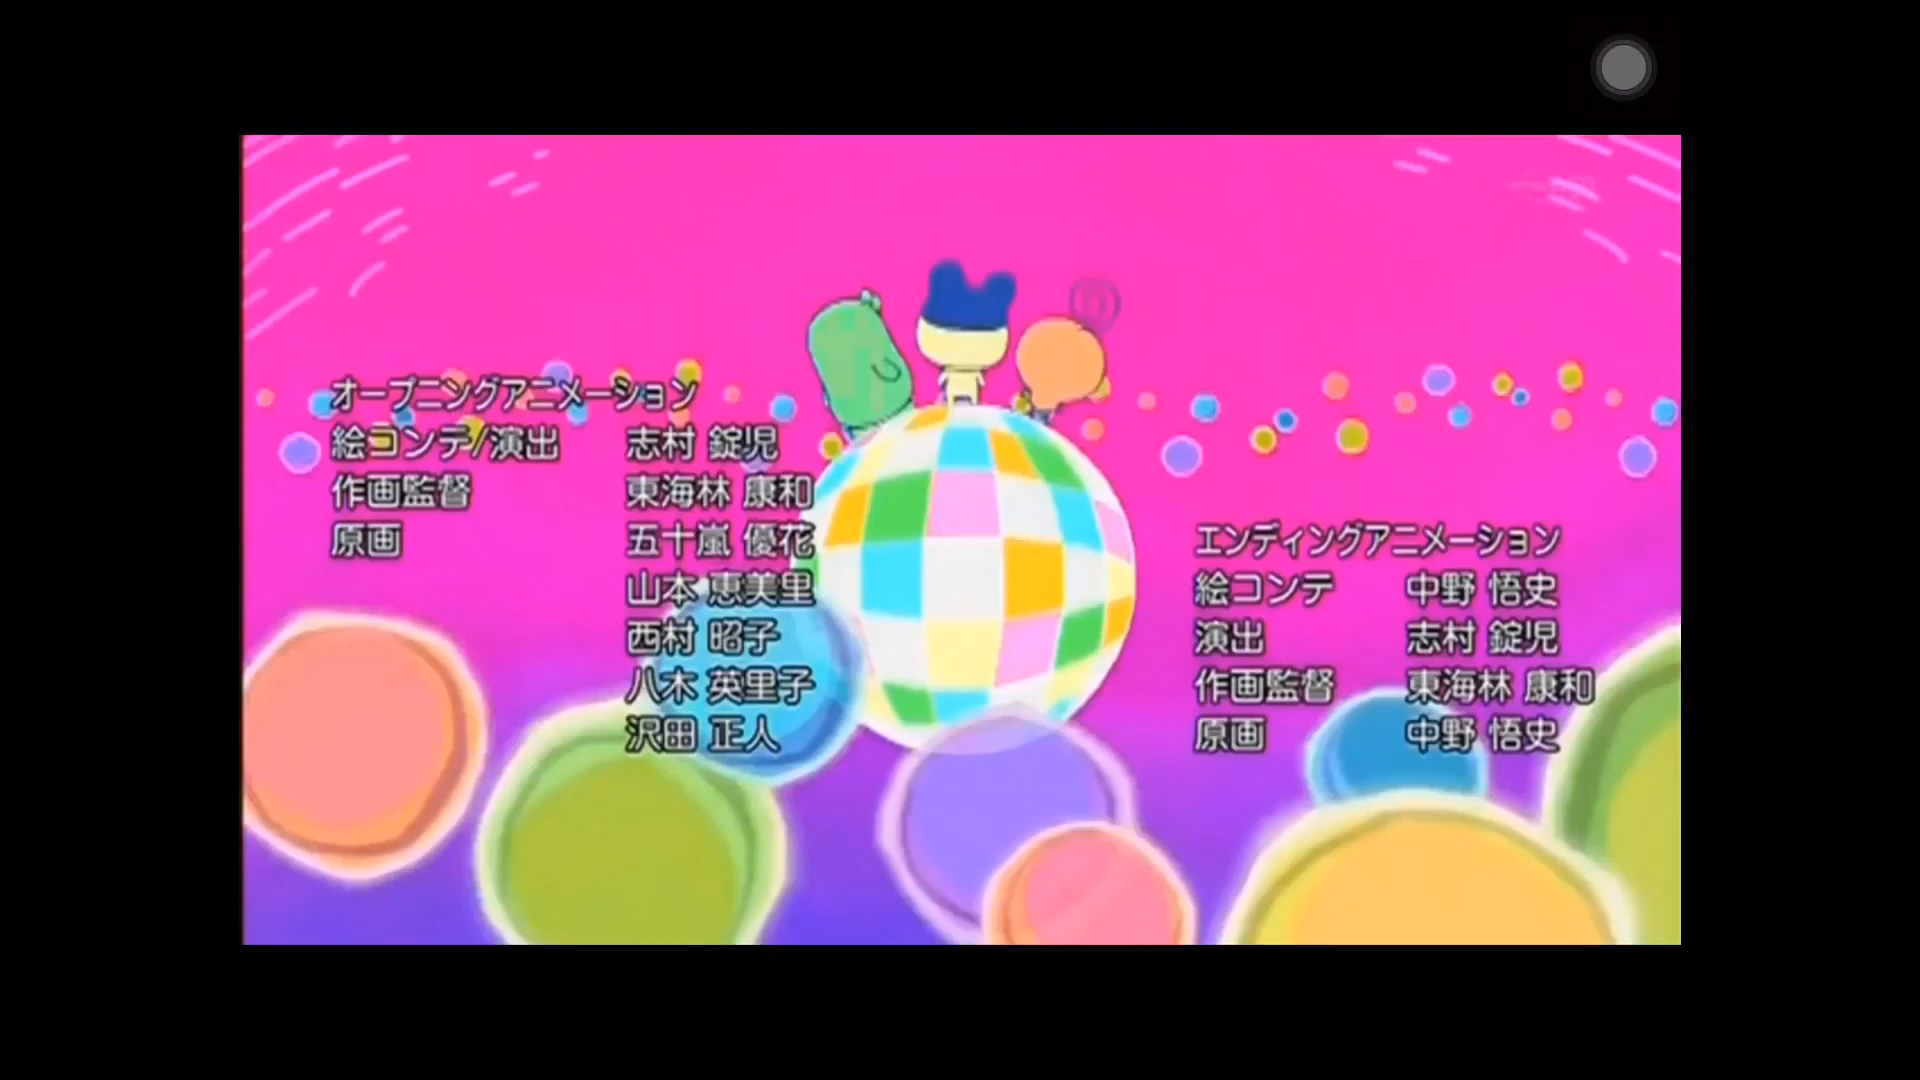 オープニングアニメーション
絵コンテ/演出 志村 錠児
作画監督 東海林 康和
原画 五十嵐 優花
山本 恵美里
西村 昭子
八木 英里子
沢田 正人
エンディングアニメーション
絵コンテ 中野 悟史
演出 志村 錠児
作画監督 東海林 康和
原画 中野 悟史